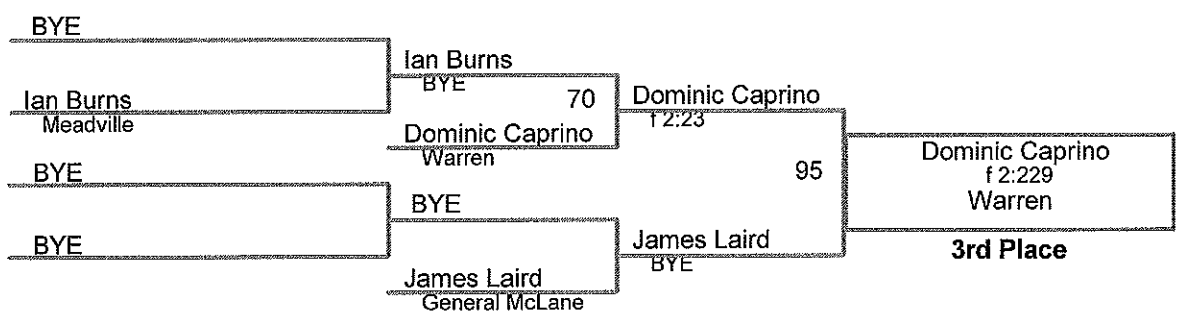 BYE
Ian Burns
Meadville
BYE
BYE
Ian Burns
BYE
70
Dominic Caprino
Warren
BYE
James Laird
General McLane
Dominic Caprino
f 2:23
95
James Laird
BYE
Dominic Caprino
f 2:229
Warren
3rd Place